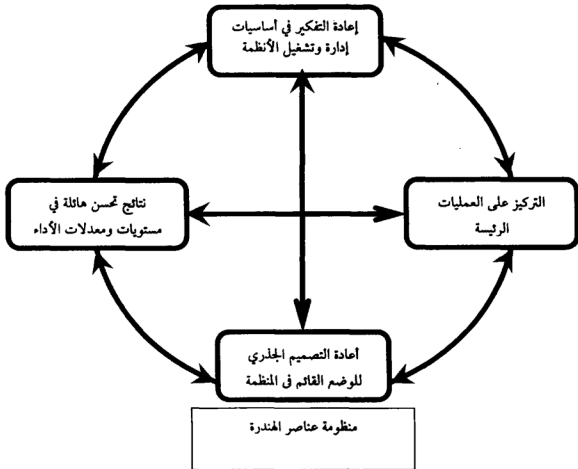 إعادة التفكير في أساسيات
إدارة وتشغيل الأنظمة
التركيز على العمليات
الرئيسة
نتائج تحسن هائلة في
مستويات ومعدلات الأداء
أعادة التصميم الجذري
للوضع القائم في المنظمة
منظومة عناصر الهندرة